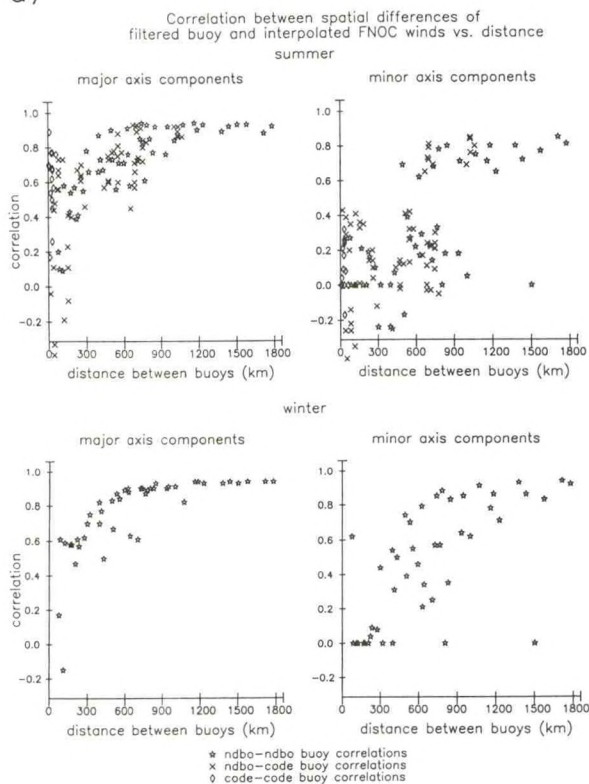 Correlation between spatial differences of
filtered buoy and interpolated FNOC winds vs. distance
summer
major axis components
minor axis components
1.0
0.8
0.6
0.4
0.2
0.0
-0.2
correlation
0 300 600 900 1200 1500 1800
distance between buoys (km)
1.0
0.8
0.6
0.4
0.2
0.0
-0.2
0 300 600 900 1200 1500 1800
distance between buoys (km)
winter
major axis components
minor axis components
1.0
0.8
0.6
0.4
0.2
0.0
-0.2
correlation
0 300 600 900 1200 1500 1800
distance between buoys (km)
1.0
0.8
0.6
0.4
0.2
0.0
-0.2
0 300 600 900 1200 1500 1800
distance between buoys (km)
ndbo-ndbo buoy correlations
ndbo-code buoy correlations
code-code buoy correlations